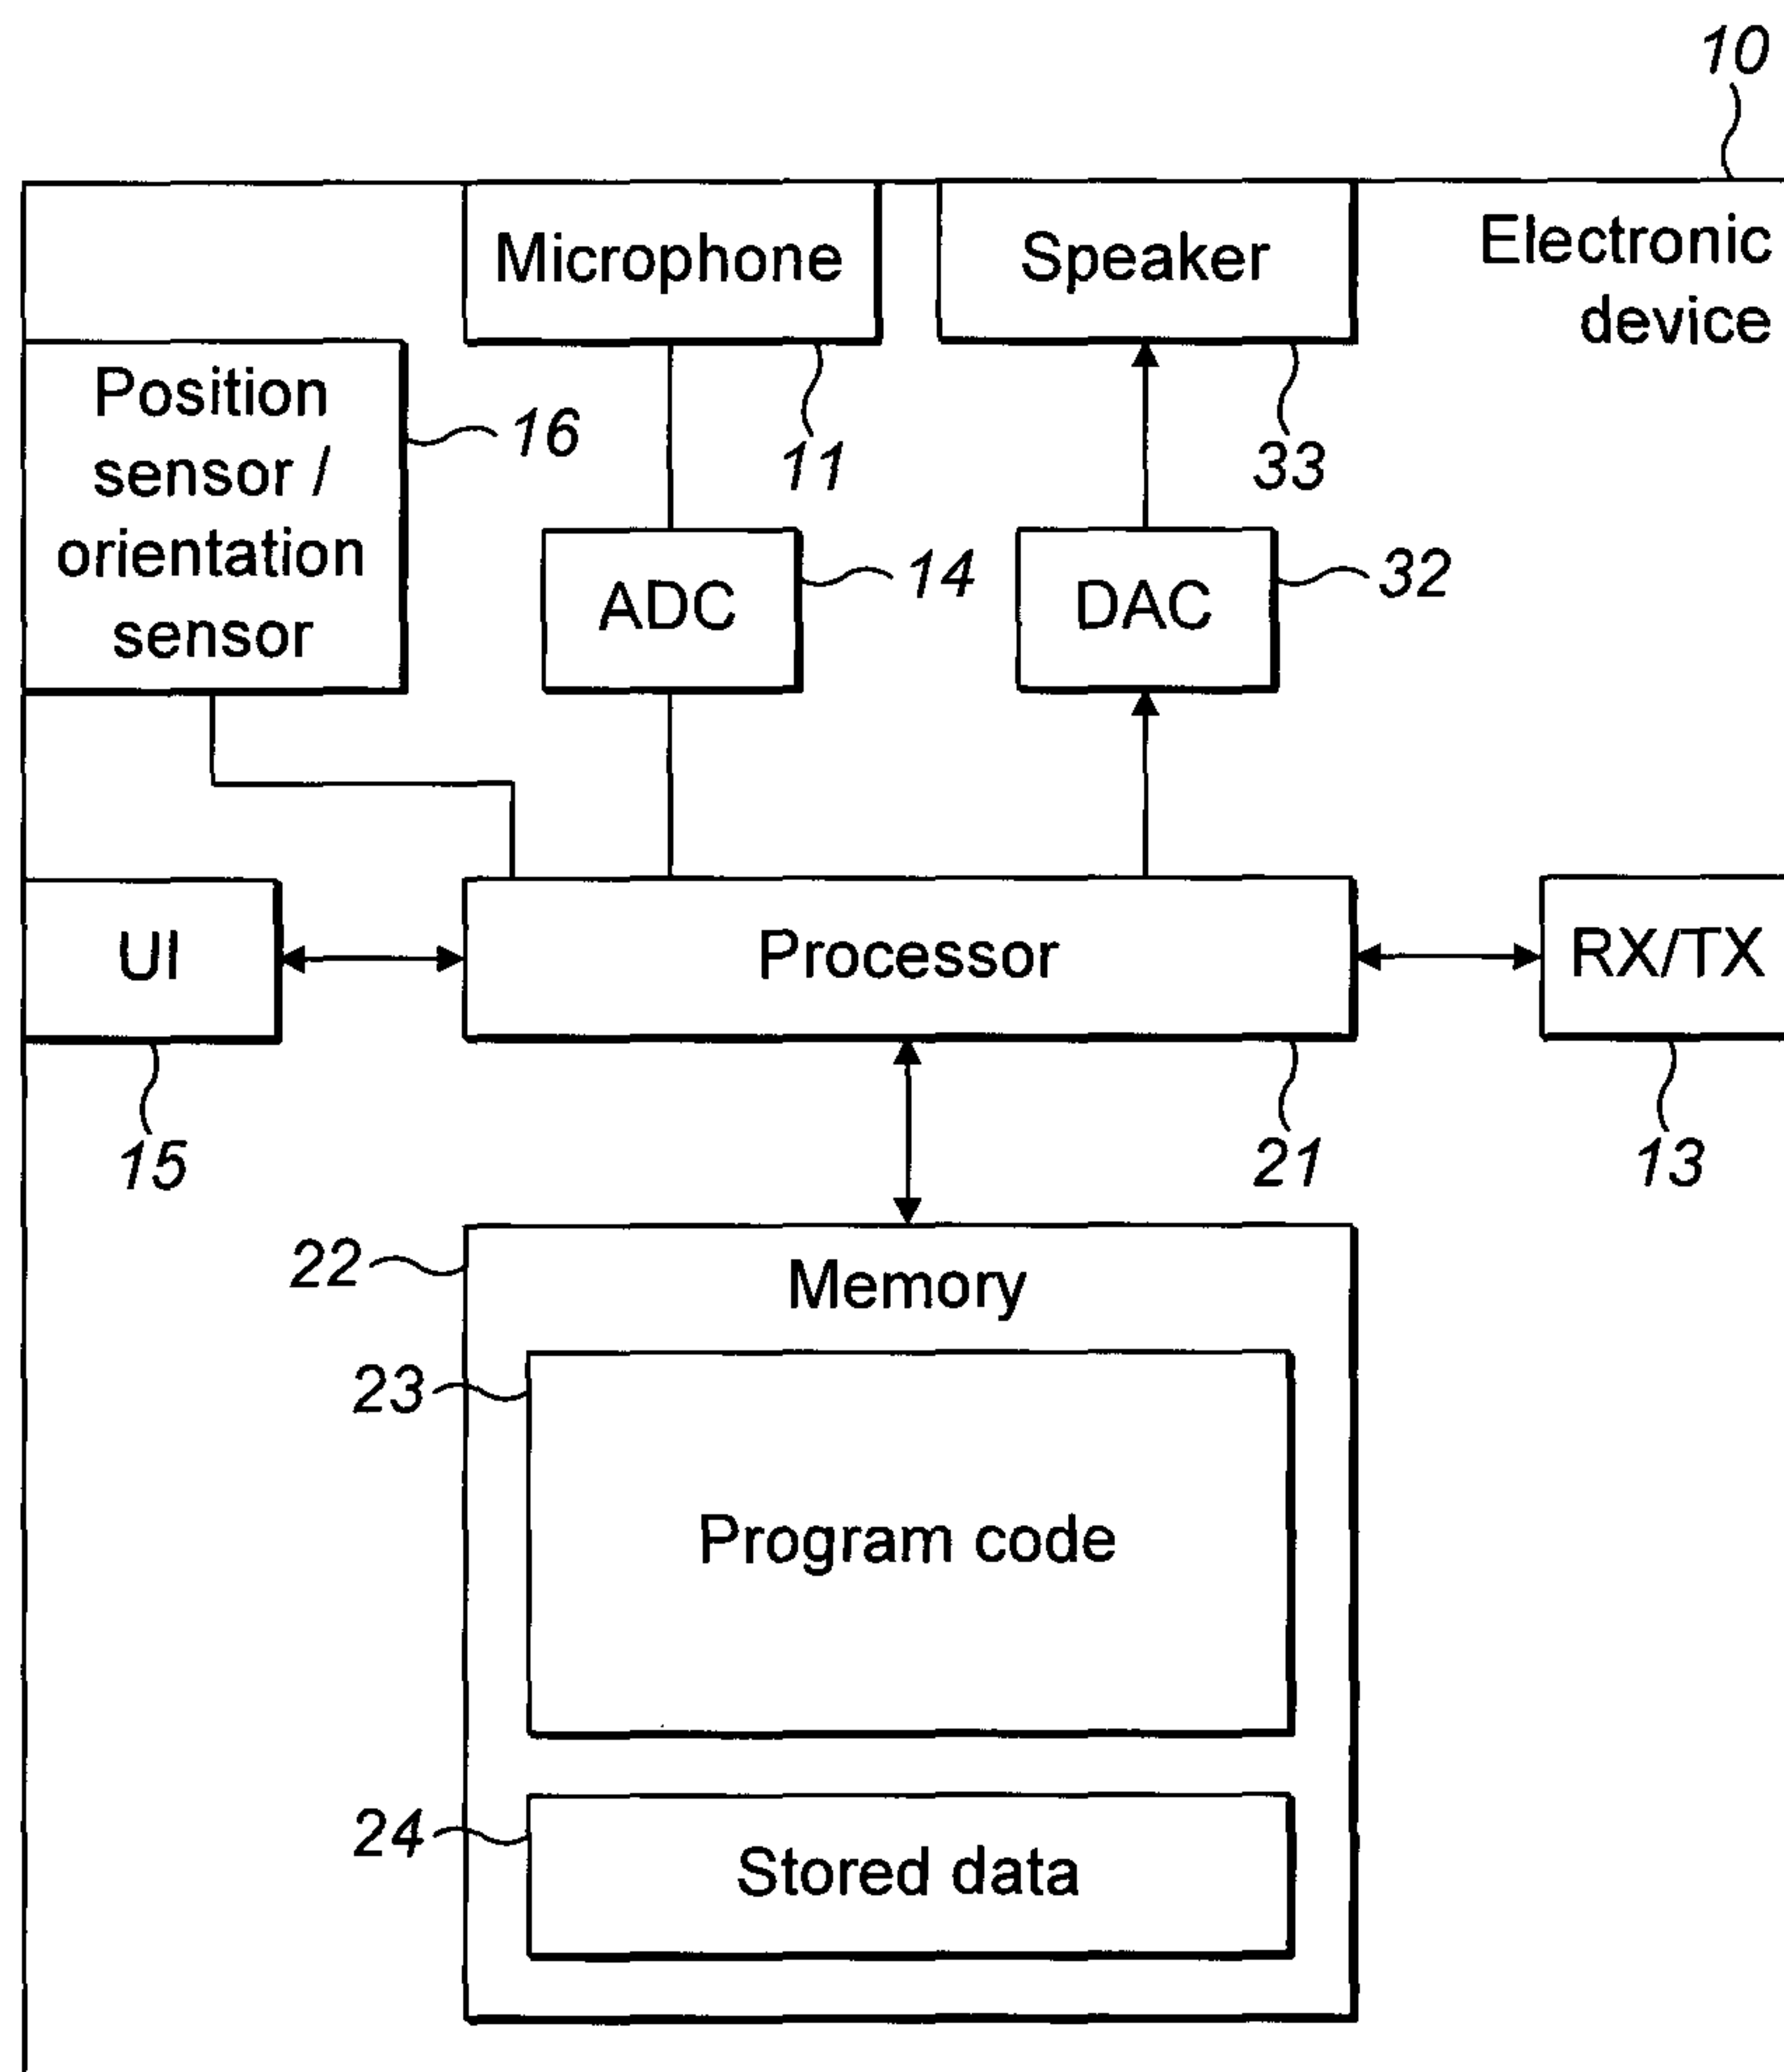 10
Microphone
Speaker
Electronic
device
Position
sensor /
orientation
sensor
16
11
33
ADC
14
DAC
32
UI
Processor
RX/TX
15
21
13
22
Memory
23
Program code
24
Stored data